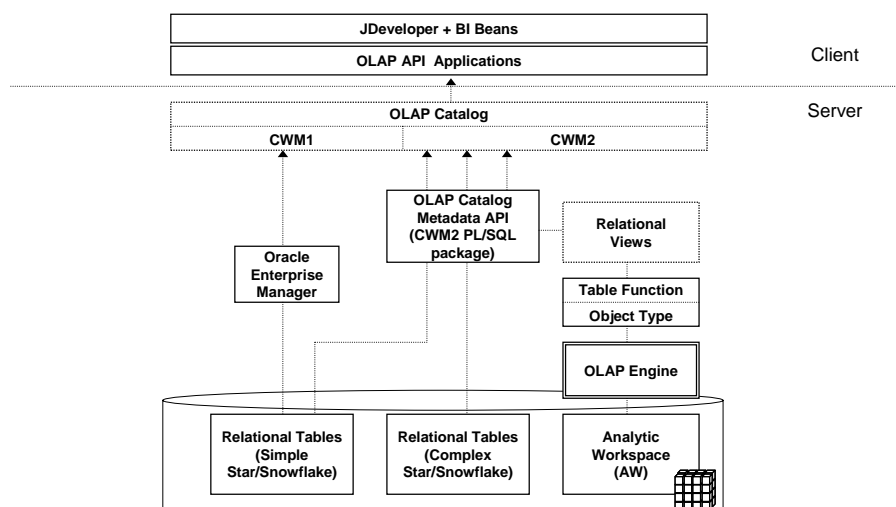 JDeveloper + BI Beans
OLAP API Applications
Client
Server
OLAP Catalog
CWM1
CWM2
OLAP Catalog
Metadata API
(CWM2 PL/SQL
package)
Relational
Views
Oracle
Enterprise
Manager
Table Function
Object Type
OLAP Engine
Relational Tables
(Simple
Star/Snowflake)
Relational Tables
(Complex
Star/Snowflake)
Analytic
Workspace
(AW)